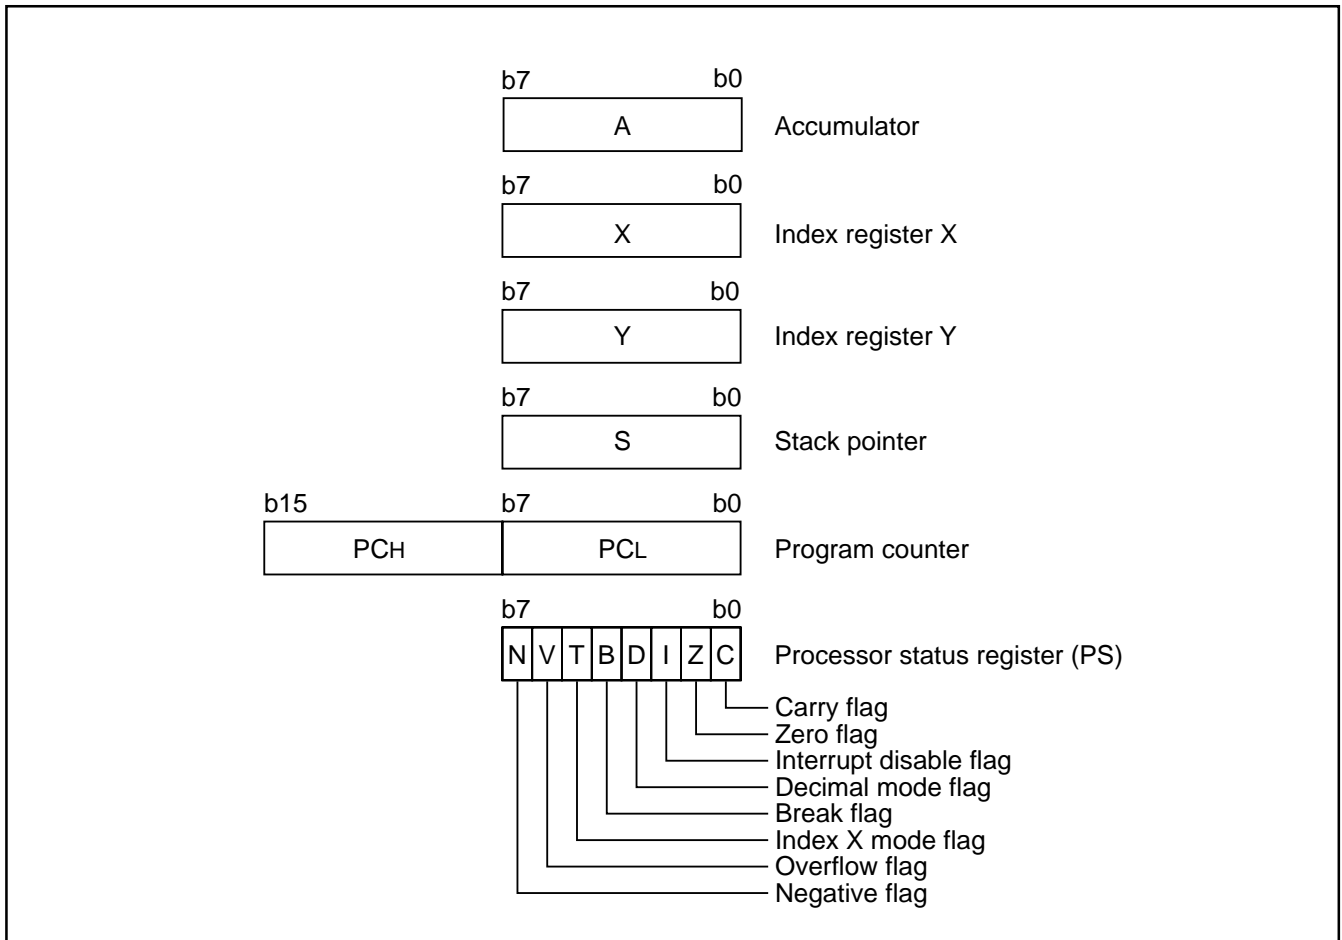 b7 b0
A Accumulator
b7 b0
X Index register X
b7 b0
Y Index register Y
b7 b0
S Stack pointer
b15 b7 b0
PCH PCL Program counter
b7 b0
N V T B D I Z C Processor status register (PS)
Carry flag
Zero flag
Interrupt disable flag
Decimal mode flag
Break flag
Index X mode flag
Overflow flag
Negative flag